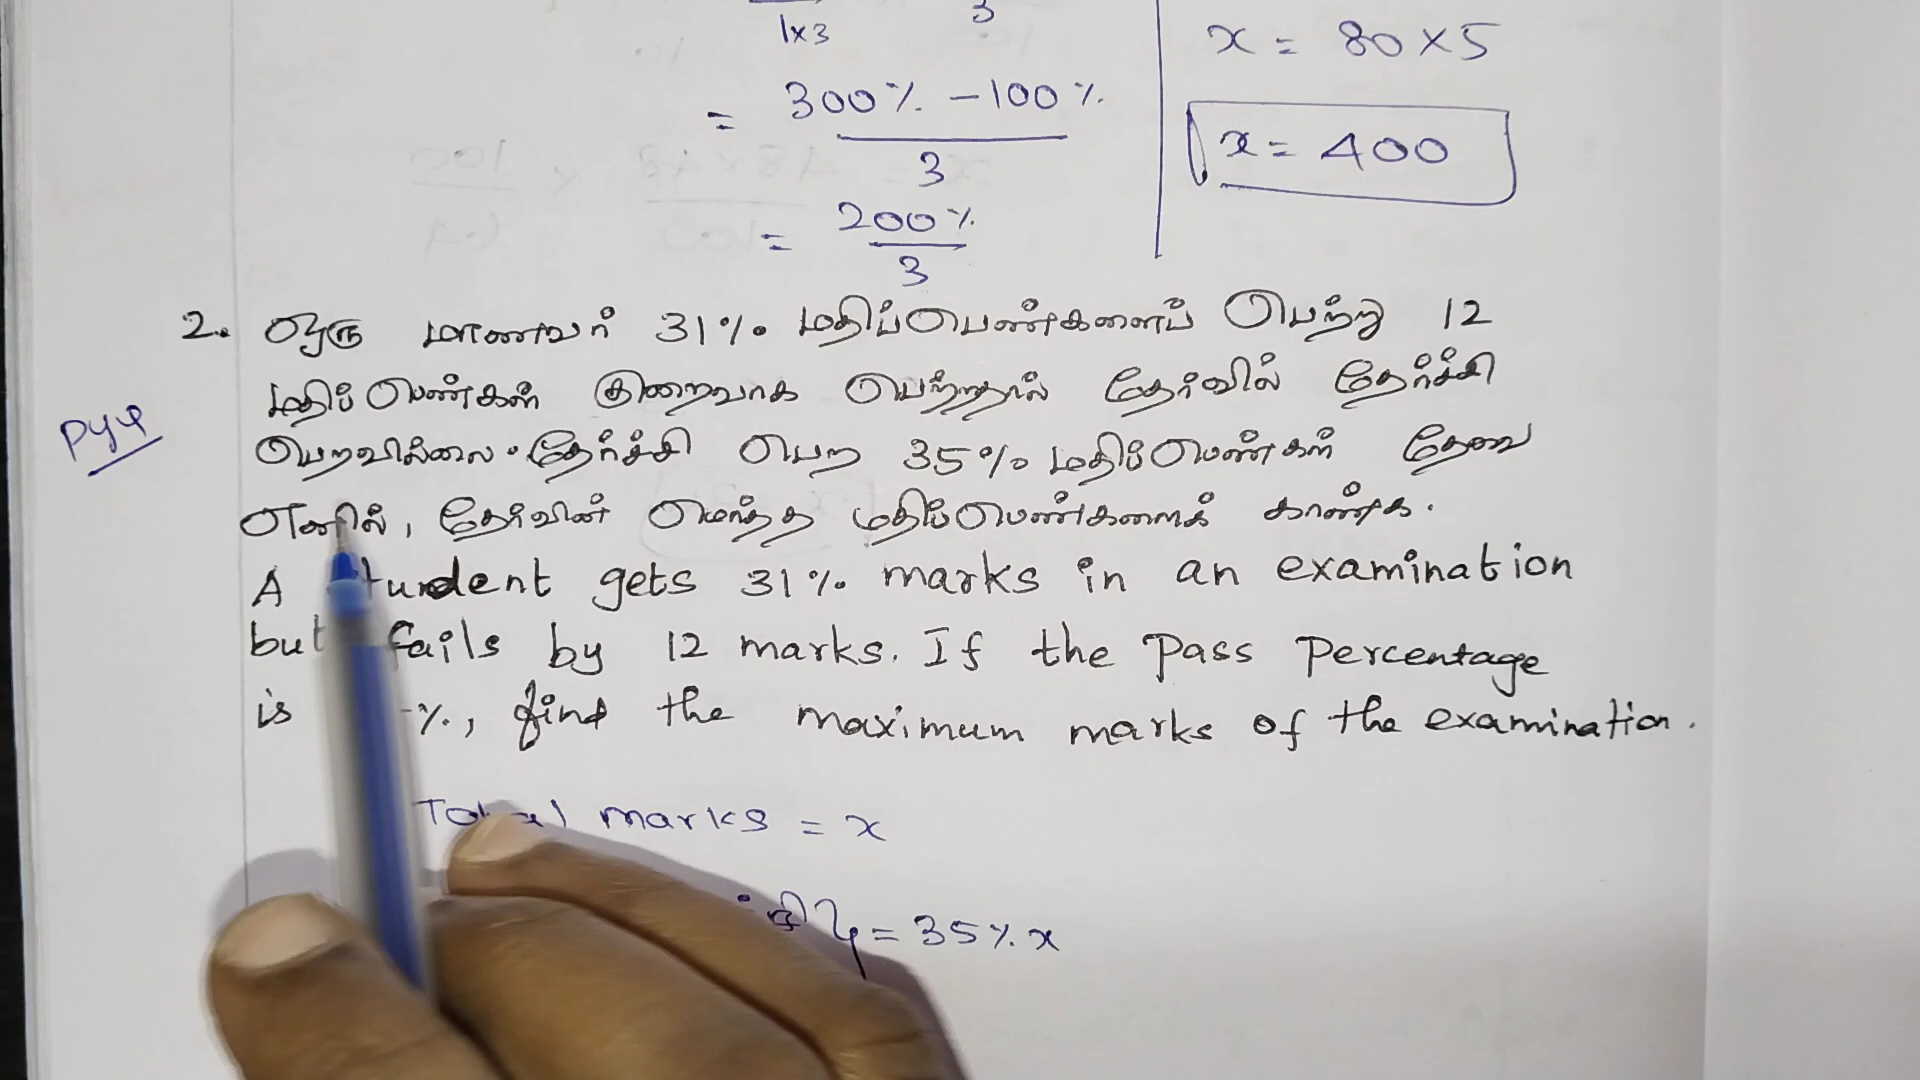 1x3 3
= 300% - 100%
3
= 200%
3
x = 80 x 5
x = 400
2. ஒரு மாணவர் 31% மதிப்பெண்களைப் பெற்று 12
மதிப்பெண்கள் குறைவாக பெற்றதால் தேர்வில் தேர்ச்சி
PYQ
பெறவில்லை. தேர்ச்சி பெற 35% மதிப்பெண்கள் தேவை
எனில், தேர்வின் மொத்த மதிப்பெண்களைக் காண்க.
A student gets 31% marks in an examination
but fails by 12 marks. If the pass percentage
is %, find the maximum marks of the examination.
Total marks = x
= 35% x